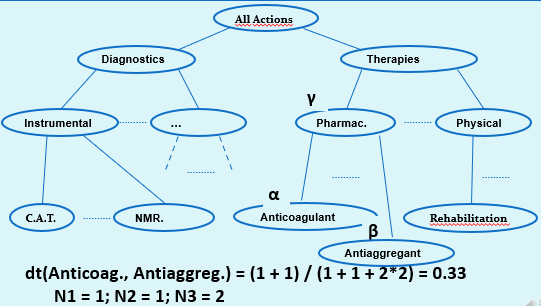 All Actions
Diagnostics
Therapies
γ
Instrumental
...
Pharmac.
Physical
α
C.A.T.
NMR.
Anticoagulant
Rehabilitation
β
Antiaggregant
dt(Anticoag., Antiaggreg.) = (1 + 1) / (1 + 1 + 2*2) = 0.33
N1 = 1; N2 = 1; N3 = 2